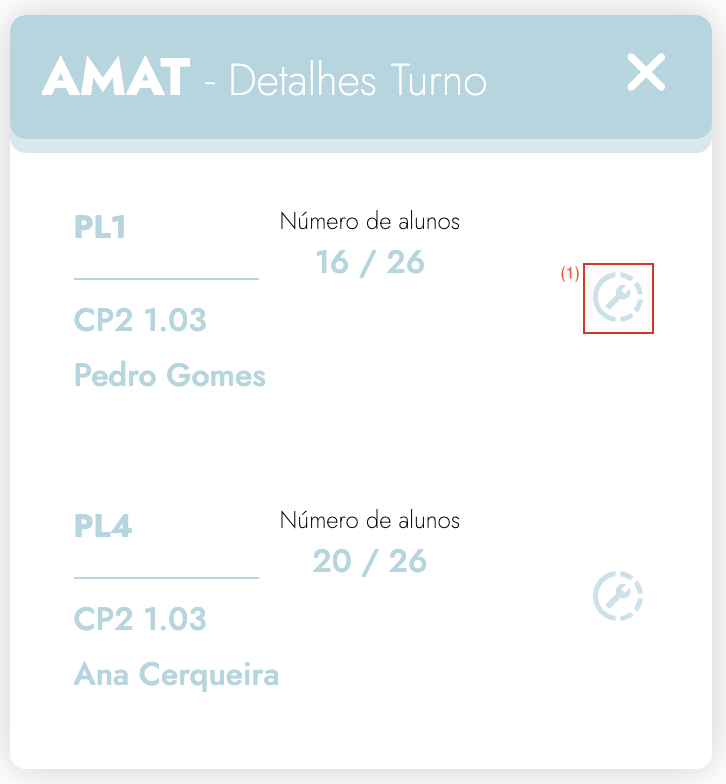 AMAT - Detalhes Turno
PL1
Número de alunos
16 / 26
(1)
CP2 1.03
Pedro Gomes
PL4
Número de alunos
20 / 26
CP2 1.03
Ana Cerqueira